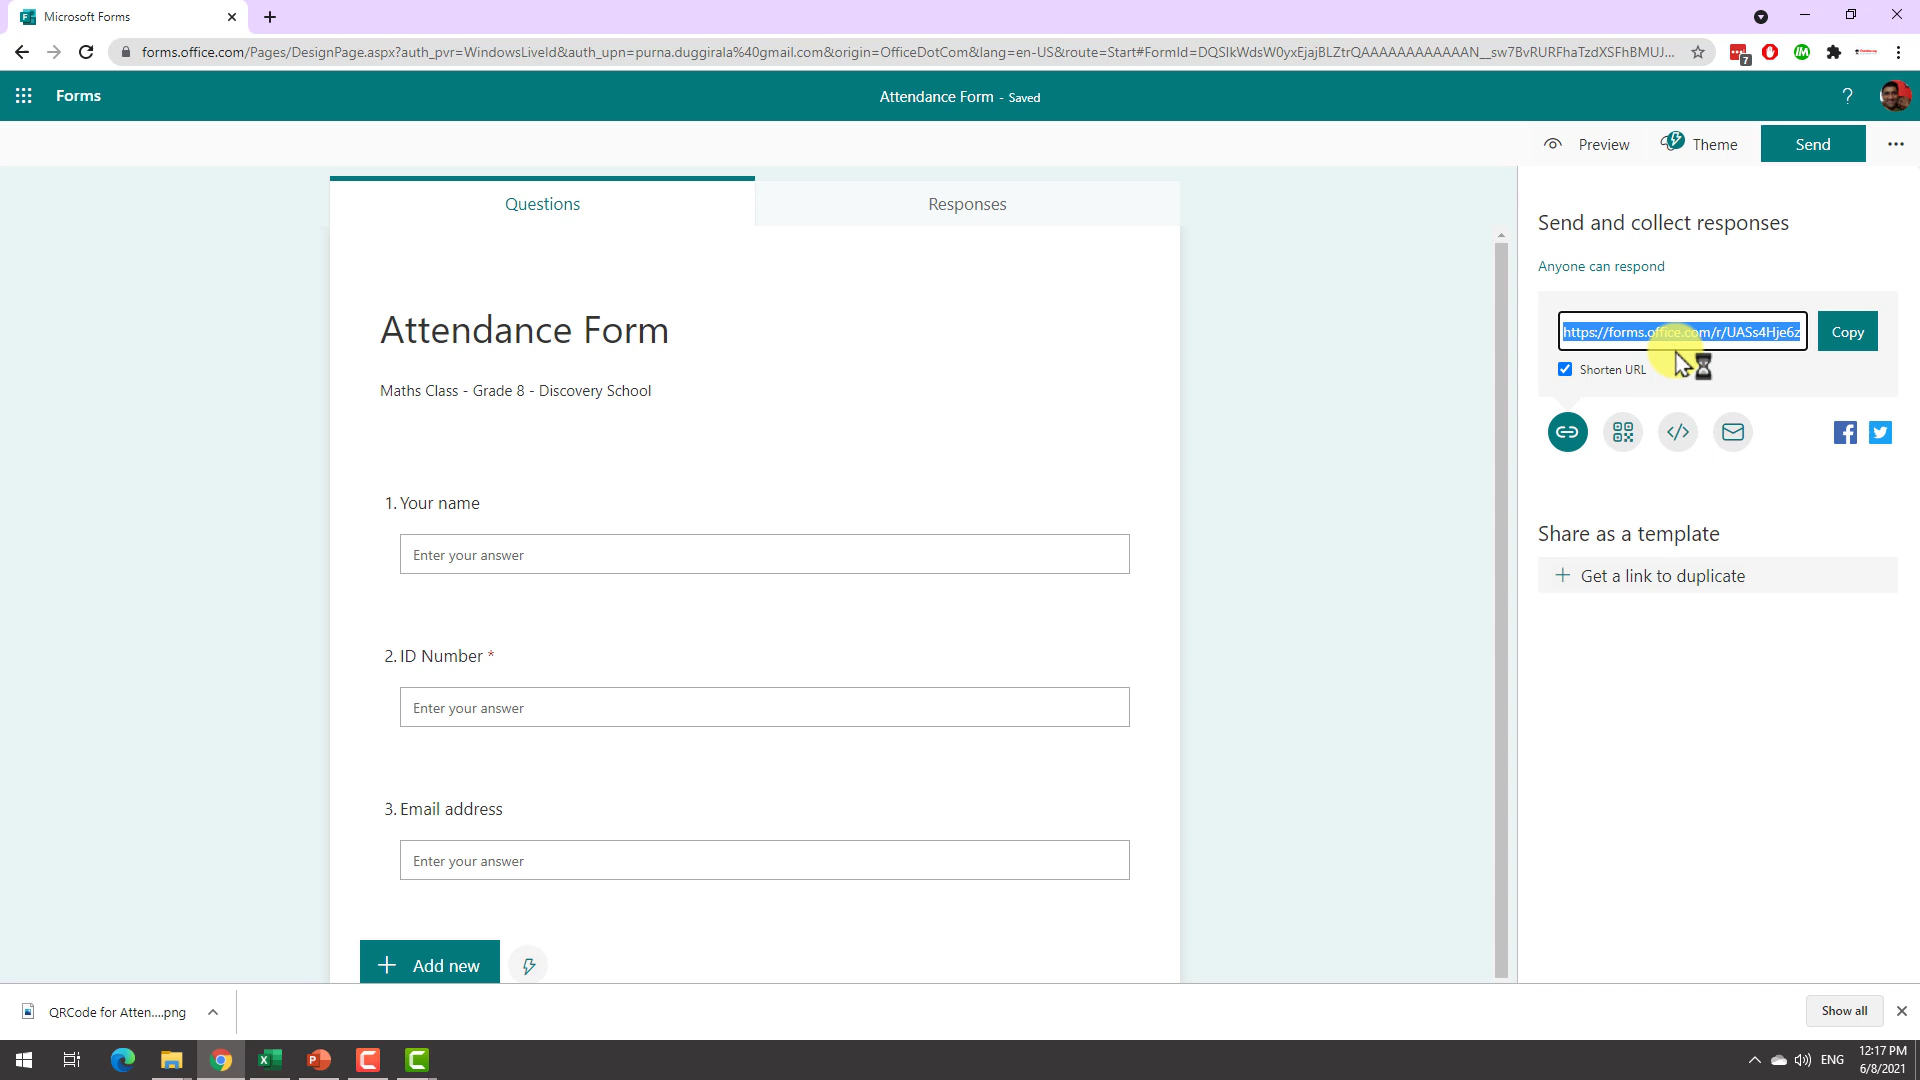 Microsoft Forms
forms.office.com/Pages/DesignPage.aspx?auth_pvr=WindowsLiveId&auth_upn=purna.duggirala%40gmail.com&origin=OfficeDotCom&lang=en-US&route=Start#FormId=DQSIkWdsW0yxEjajBLZtrQAAAAAAAAAAAAN__sw7BvRURFhaTzdXSFhBMUJ...
7
Forms
Attendance Form - Saved
?
Preview
Theme
Send
Questions
Responses
Send and collect responses
Anyone can respond
https://forms.office.com/r/UASs4Hje6z
Copy
Shorten URL
Attendance Form
Maths Class - Grade 8 - Discovery School
1. Your name
Enter your answer
2. ID Number *
Enter your answer
3. Email address
Enter your answer
Add new
Share as a template
Get a link to duplicate
QRCode for Atten....png
Show all
ENG
12:17 PM
6/8/2021